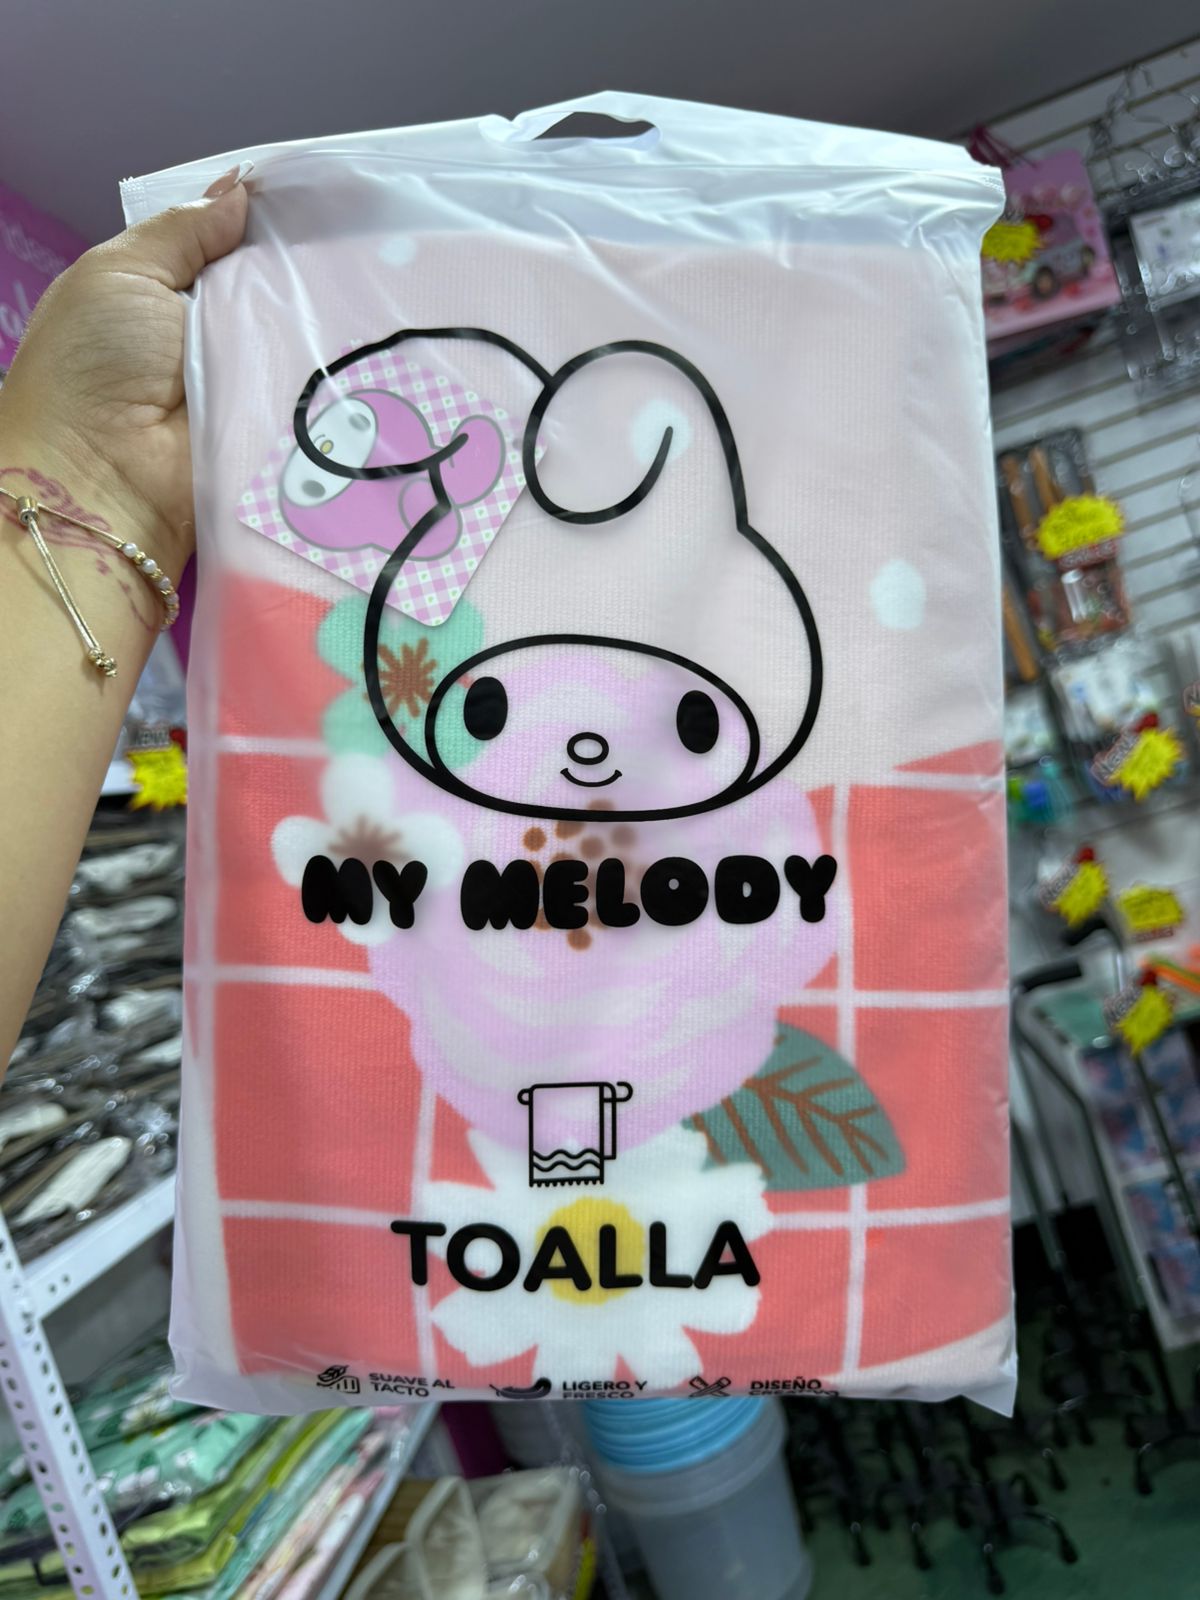 MY MELODY
TOALLA
SUAVE AL
TACTO
LIGERO Y
FRESCO
DISEÑO